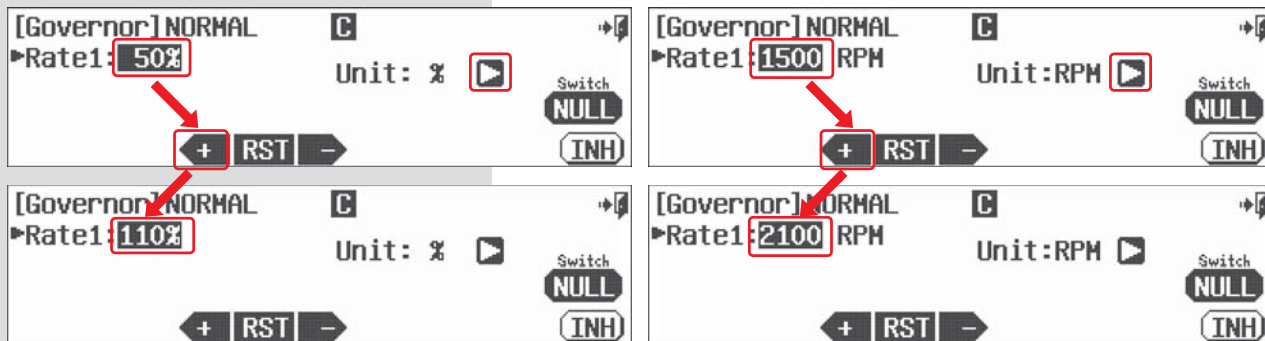 [Governor]NORMAL C
▶Rate1: 50%
Unit: %
Switch
NULL
+ RST −
INH
[Governor]NORMAL C
▶Rate1:1500 RPM
Unit:RPM
Switch
NULL
+ RST −
INH
[Governor]NORMAL C
▶Rate1:110%
Unit: %
Switch
NULL
+ RST −
INH
[Governor]NORMAL C
▶Rate1:2100 RPM
Unit:RPM
Switch
NULL
+ RST −
INH